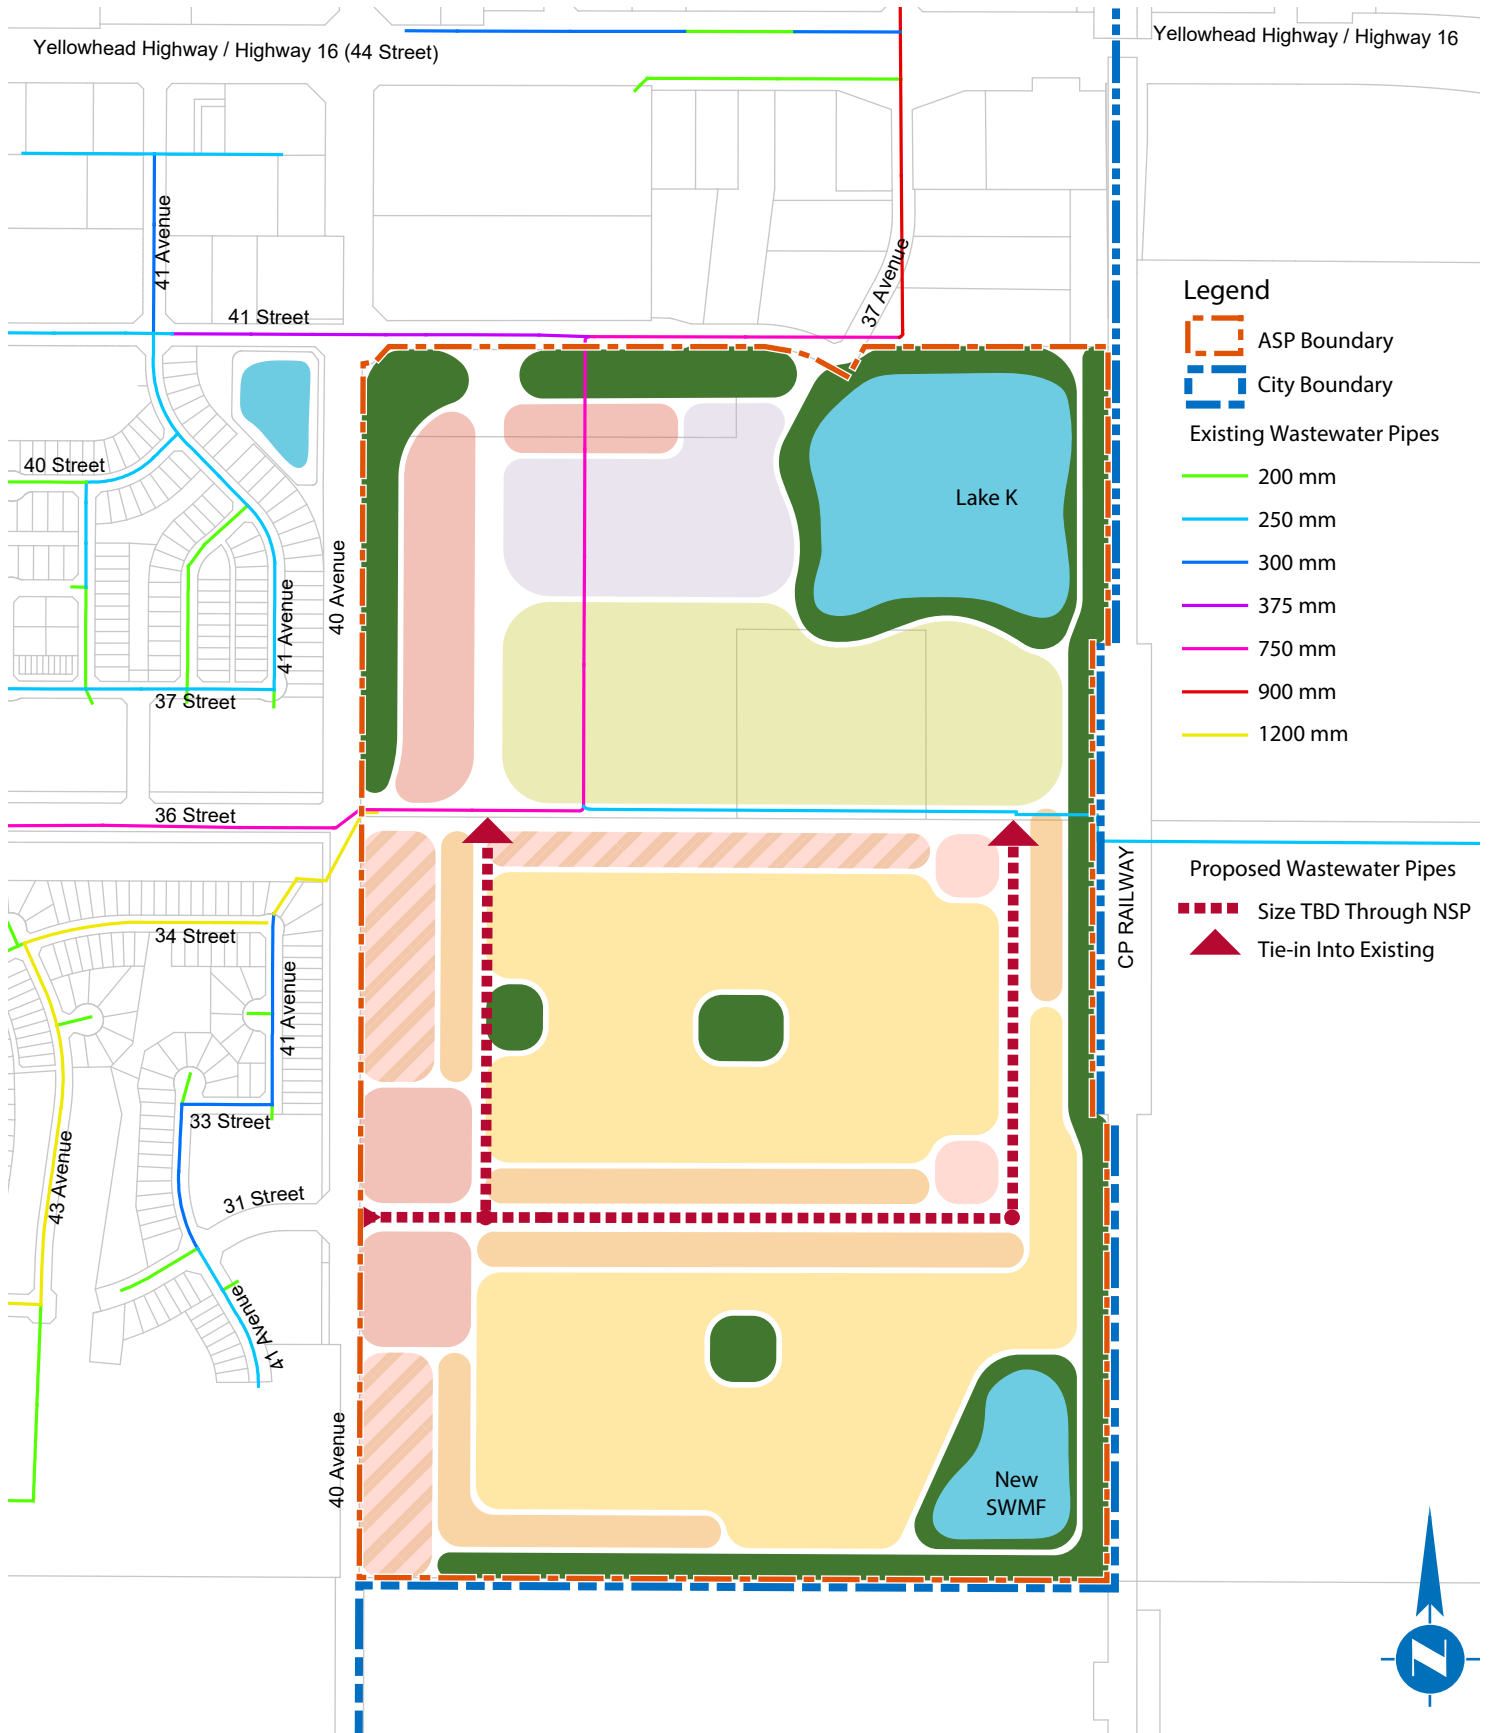 Yellowhead Highway / Highway 16 (44 Street)
Yellowhead Highway / Highway 16
41 Avenue
37 Avenue
41 Street
Legend
ASP Boundary
City Boundary
Existing Wastewater Pipes
200 mm
250 mm
300 mm
375 mm
750 mm
900 mm
1200 mm
40 Street
Lake K
40 Avenue
41 Avenue
37 Street
36 Street
Proposed Wastewater Pipes
Size TBD Through NSP
Tie-in Into Existing
CP RAILWAY
34 Street
41 Avenue
33 Street
43 Avenue
31 Street
41 Avenue
40 Avenue
New
SWMF
N